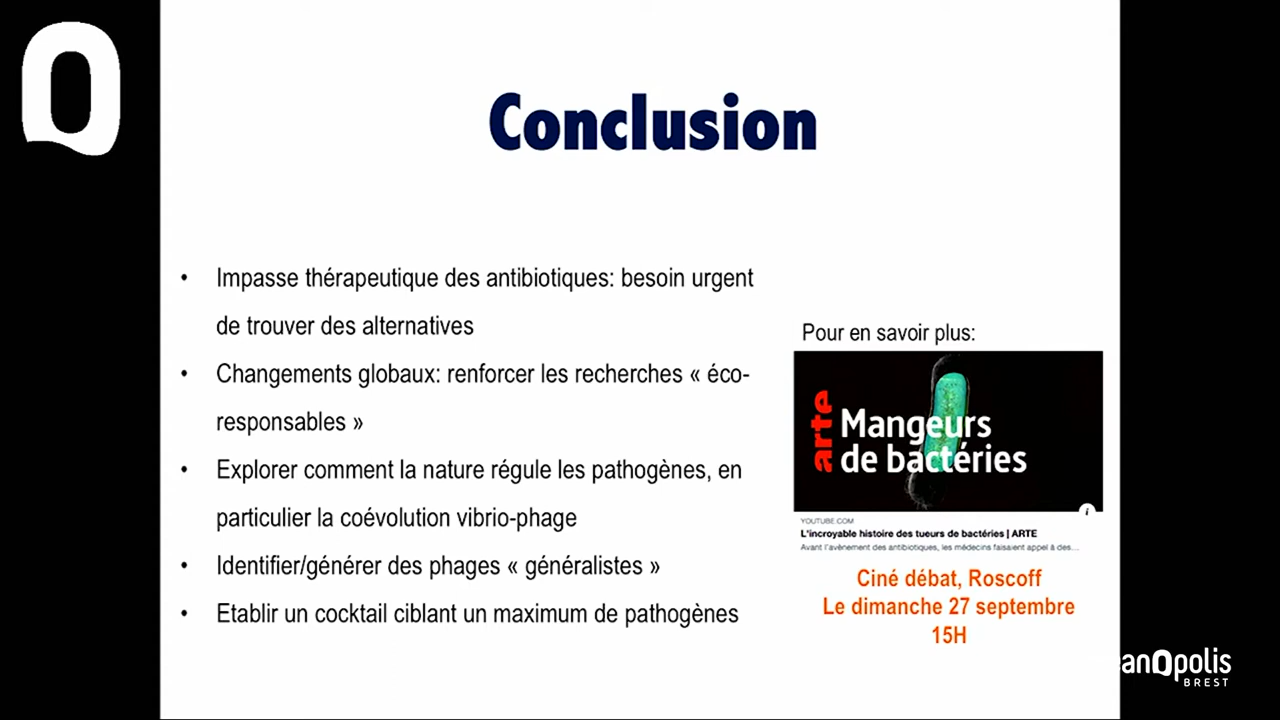 Conclusion
• Impasse thérapeutique des antibiotiques: besoin urgent
de trouver des alternatives
• Changements globaux: renforcer les recherches « éco-
responsables »
• Explorer comment la nature régule les pathogènes, en
particulier la coévolution vibrio-phage
• Identifier/générer des phages « généralistes »
• Etablir un cocktail ciblant un maximum de pathogènes
Pour en savoir plus:
arte
Mangeurs
de bactéries
YOUTUBE.COM
L'incroyable histoire des tueurs de bactéries | ARTE
Avant l'avènement des antibiotiques, les médecins faisaient appel à des...
Ciné débat, Roscoff
Le dimanche 27 septembre
15H
anOpolis
BREST